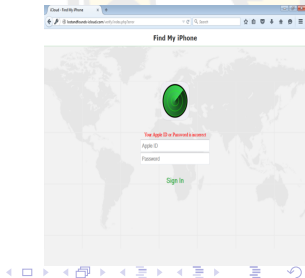 iCloud - Find My iPhone
Search
Find My iPhone
Your Apple ID or Password is incorrect
Apple ID
Password
Sign In